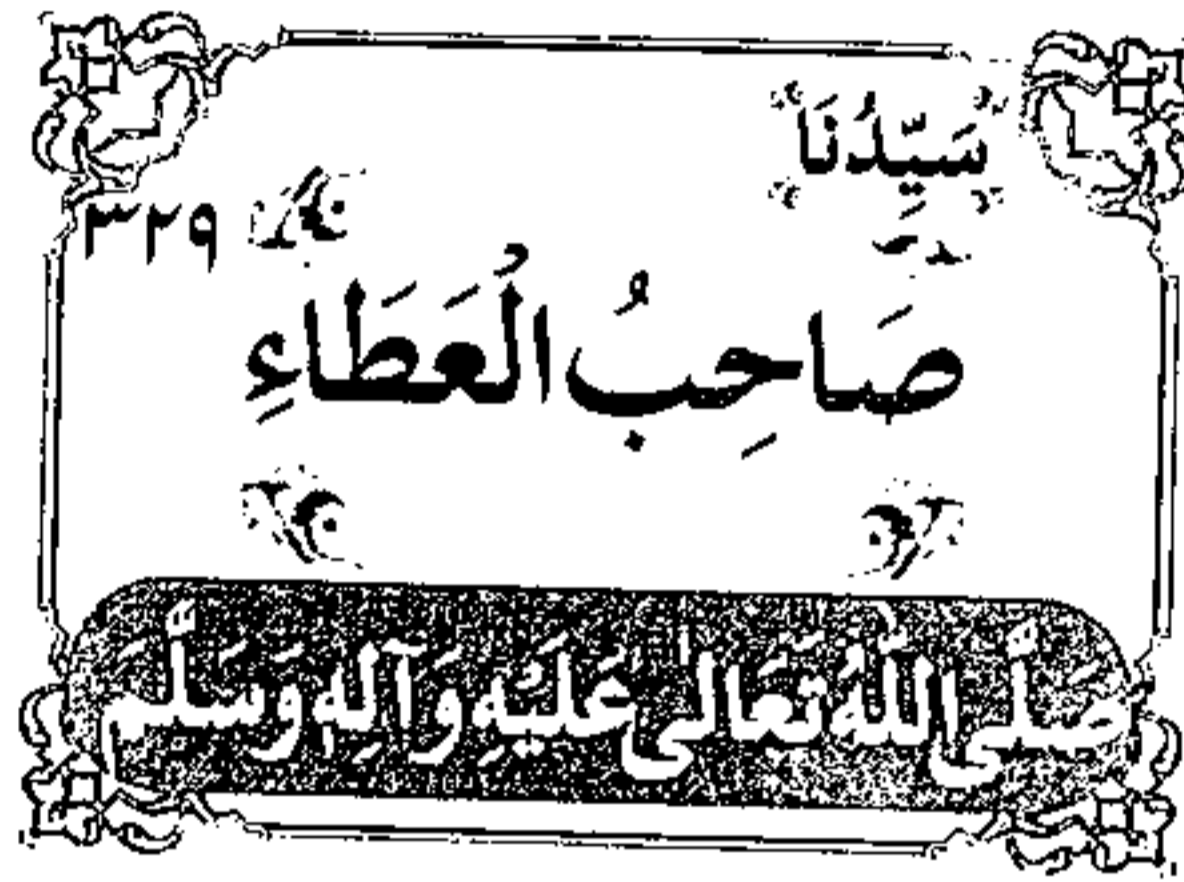 سَيِّدُنَا
٣٢٩
صَاحِبُ الْعَطَاءِ
صَلَّى اللّٰهُ تَعَالٰى عَلَيْهِ وَآلِهٖ وَسَلَّمَ